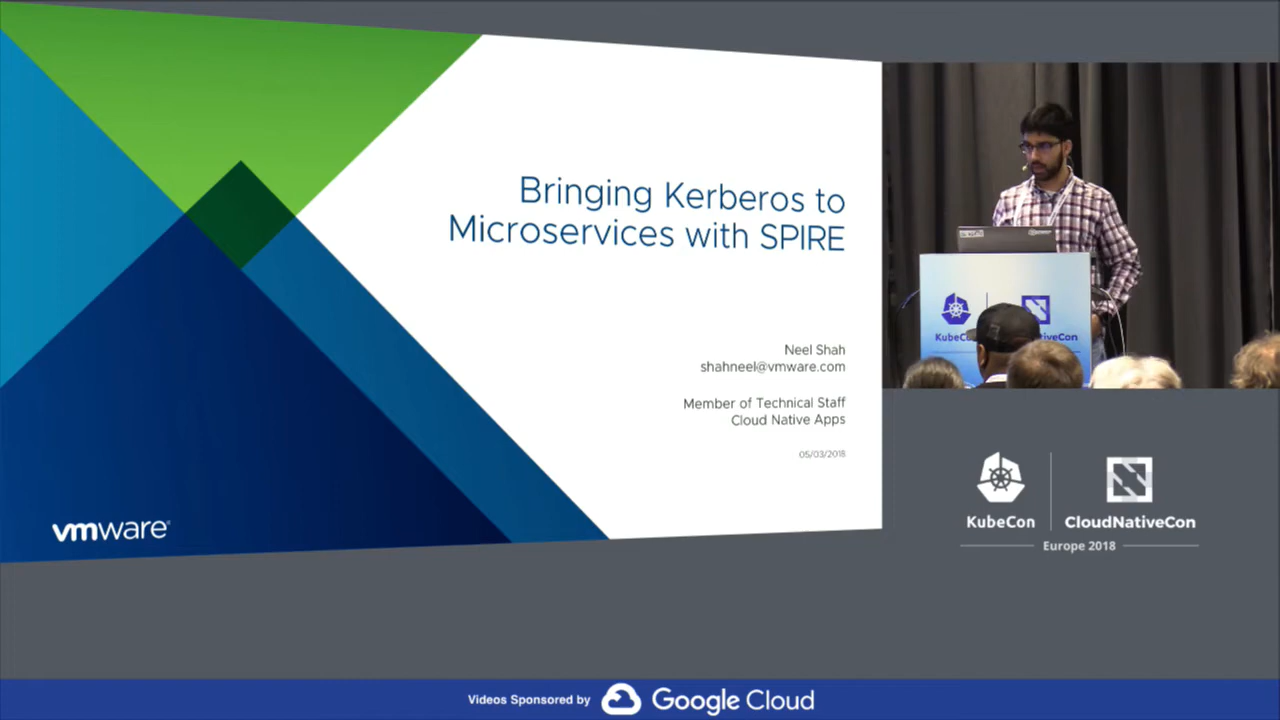 Bringing Kerberos to
Microservices with SPIRE
Neel Shah
shahneel@vmware.com
Member of Technical Staff
Cloud Native Apps
05/03/2018
vmware
KubeCon
CloudNativeCon
Europe 2018
Videos Sponsored by Google Cloud